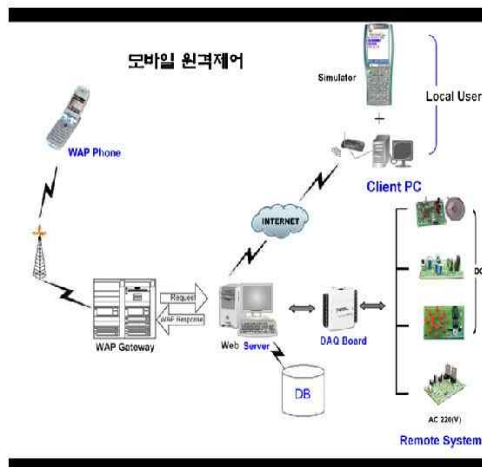 모바일 원격제어
Simulator
Local User
+
WAP Phone
Client PC
INTERNET
DC
Request
WAP Response
WAP Gateway
Web Server
DAQ Board
DB
AC 220(V)
Remote System